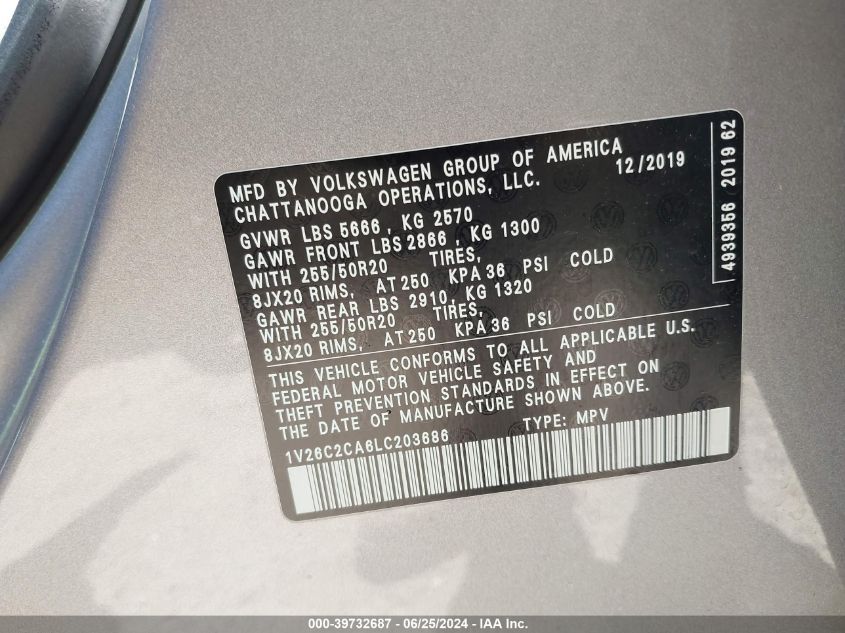 MFD BY VOLKSWAGEN GROUP OF AMERICA
CHATTANOOGA OPERATIONS, LLC. 12/2019
GVWR LBS 5666, KG 2570
GAWR FRONT LBS 2866, KG 1300
WITH 255/50R20 TIRES,
8JX20 RIMS, AT 250 KPA 36 PSI COLD
GAWR REAR LBS 2910, KG 1320
WITH 255/50R20 TIRES,
8JX20 RIMS, AT 250 KPA 36 PSI COLD
THIS VEHICLE CONFORMS TO ALL APPLICABLE U.S.
FEDERAL MOTOR VEHICLE SAFETY AND
THEFT PREVENTION STANDARDS IN EFFECT ON
THE DATE OF MANUFACTURE SHOWN ABOVE.
1V26C2CA6LC203686 TYPE: MPV
4939356 2019 62
000-39732687 - 06/25/2024 - IAA Inc.